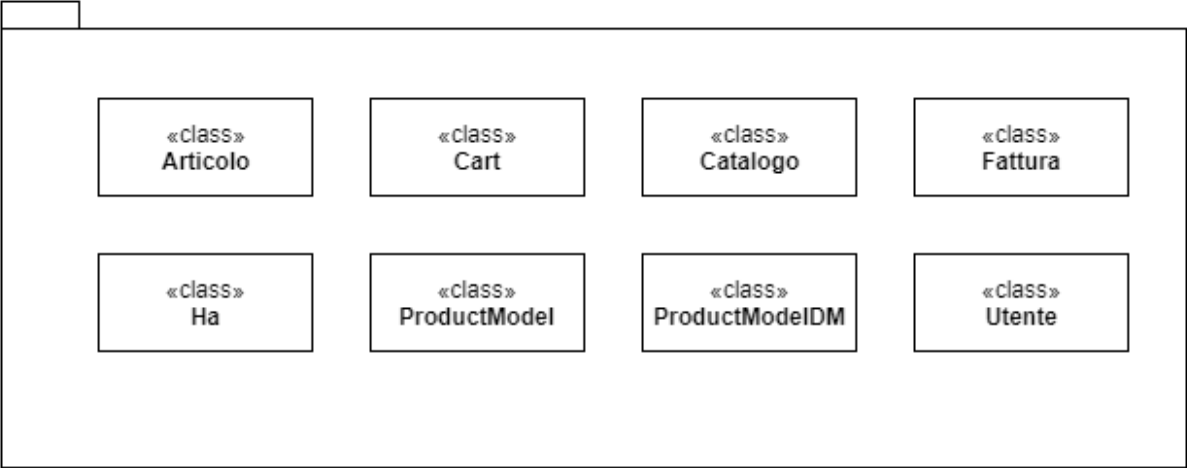 «class»
Articolo
«class»
Cart
«class»
Catalogo
«class»
Fattura
«class»
Ha
«class»
ProductModel
«class»
ProductModelDM
«class»
Utente